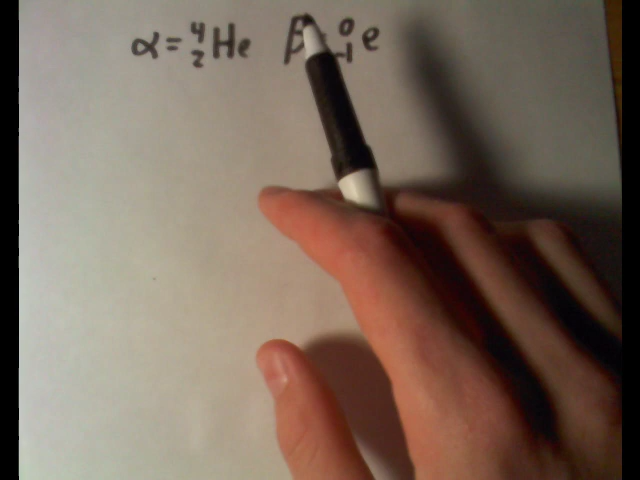 α = ⁴₂He β = ⁰₋₁e